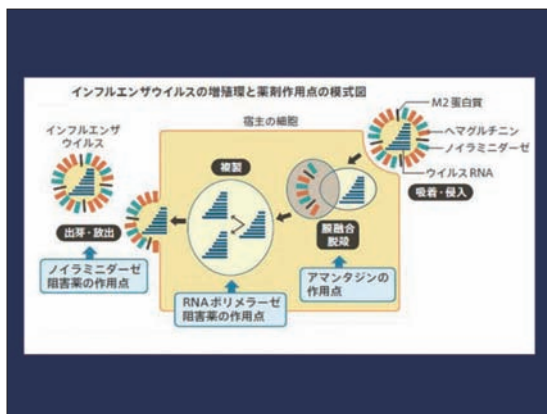 インフルエンザウイルスの増殖環と薬剤作用点の模式図
M2蛋白質
宿主の細胞
インフルエンザ
ウイルス
ヘマグルチニン
ノイラミニダーゼ
複製
ウイルスRNA
吸着・侵入
出芽・放出
膜融合
脱殻
ノイラミニダーゼ
阻害薬の作用点
アマンタジンの
作用点
RNAポリメラーゼ
阻害薬の作用点